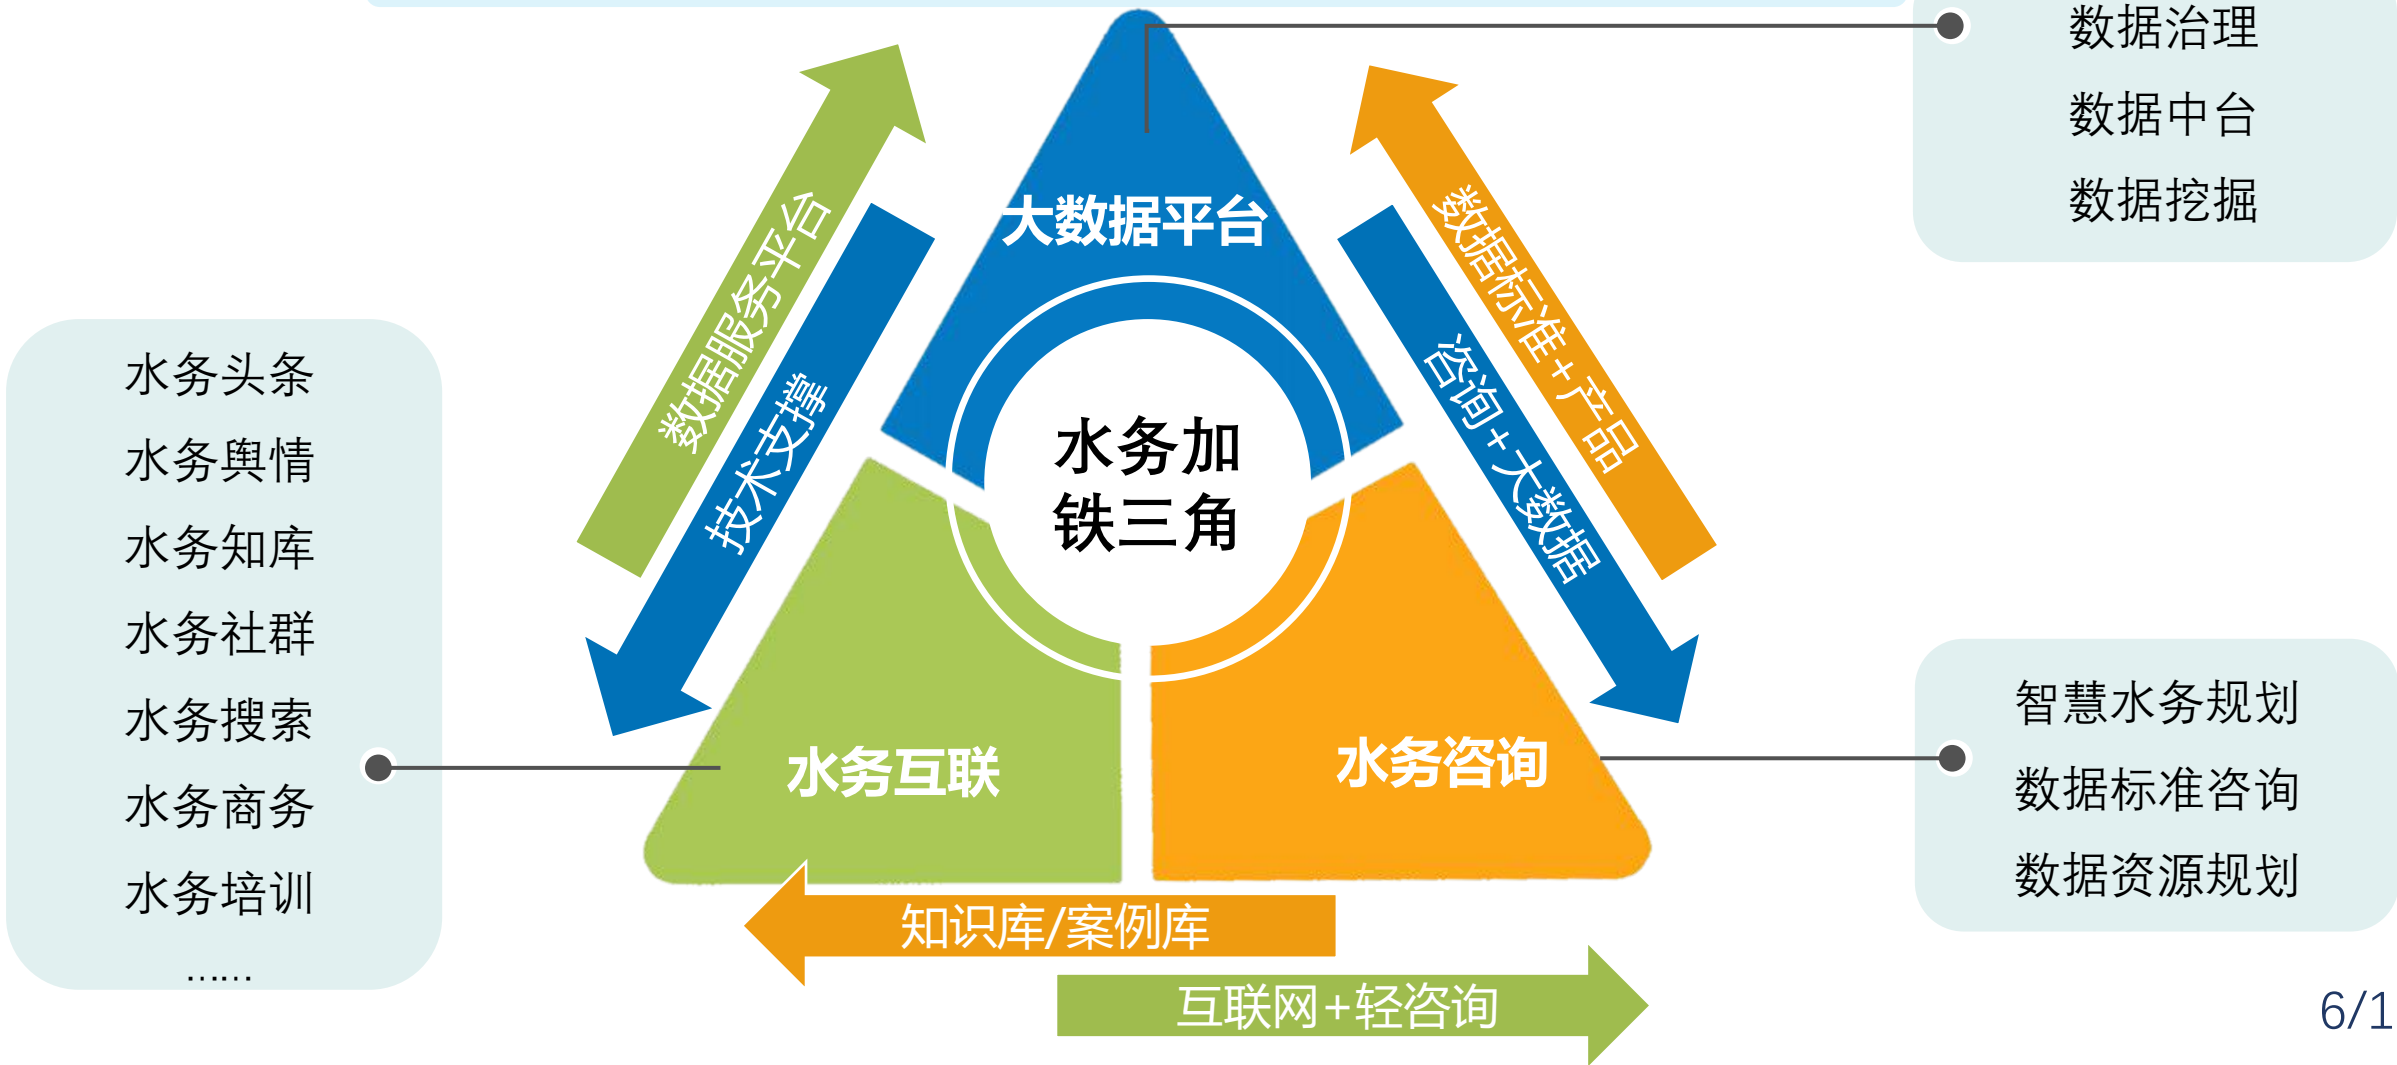 数据治理
数据中台
数据挖掘
大数据平台
数据服务平台
技术支撑
数据标准+产品
咨询+大数据
水务加
铁三角
水务头条
水务舆情
水务知库
水务社群
水务搜索
水务商务
水务培训
……
水务互联
水务咨询
智慧水务规划
数据标准咨询
数据资源规划
知识库/案例库
互联网+轻咨询
6/1